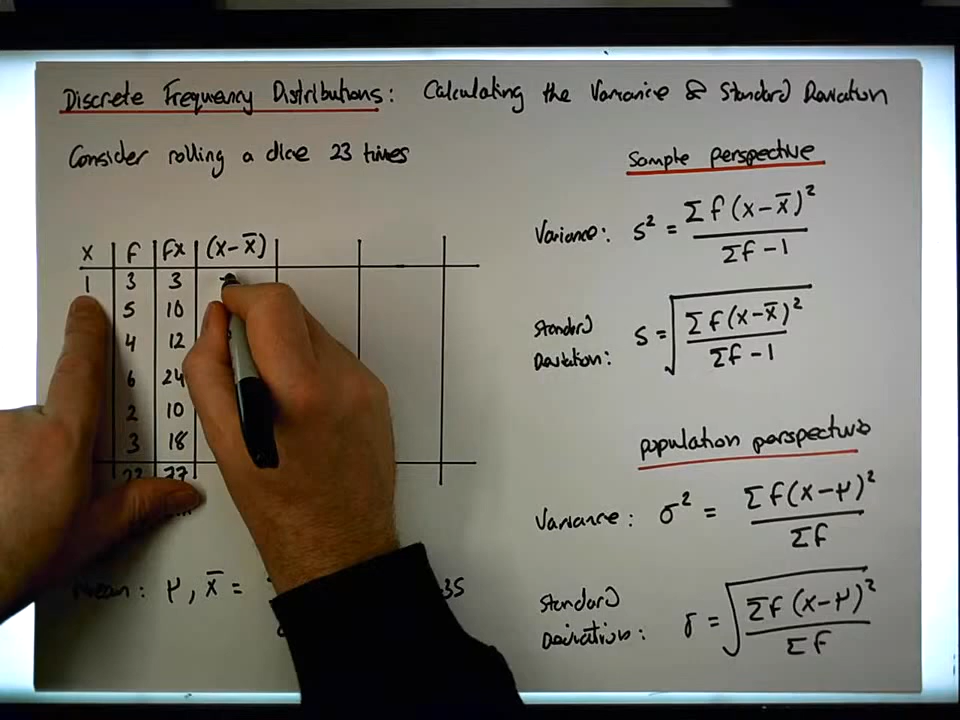 Discrete Frequency Distributions: Calculating the Variance & Standard Deviation
Consider rolling a dice 23 times
x f fx (x-x̄)
1 3 3
5 10
4 12
6 24
2 10
3 18
23 77
Mean: μ, x̄ = 35
Sample perspective
Variance: s² = Σf(x-x̄)² / Σf-1
Standard
Deviation: s = √(Σf(x-x̄)² / Σf-1)
population perspective
Variance: σ² = Σf(x-μ)² / Σf
Standard
Deviation: σ = √(Σf(x-μ)² / Σf)